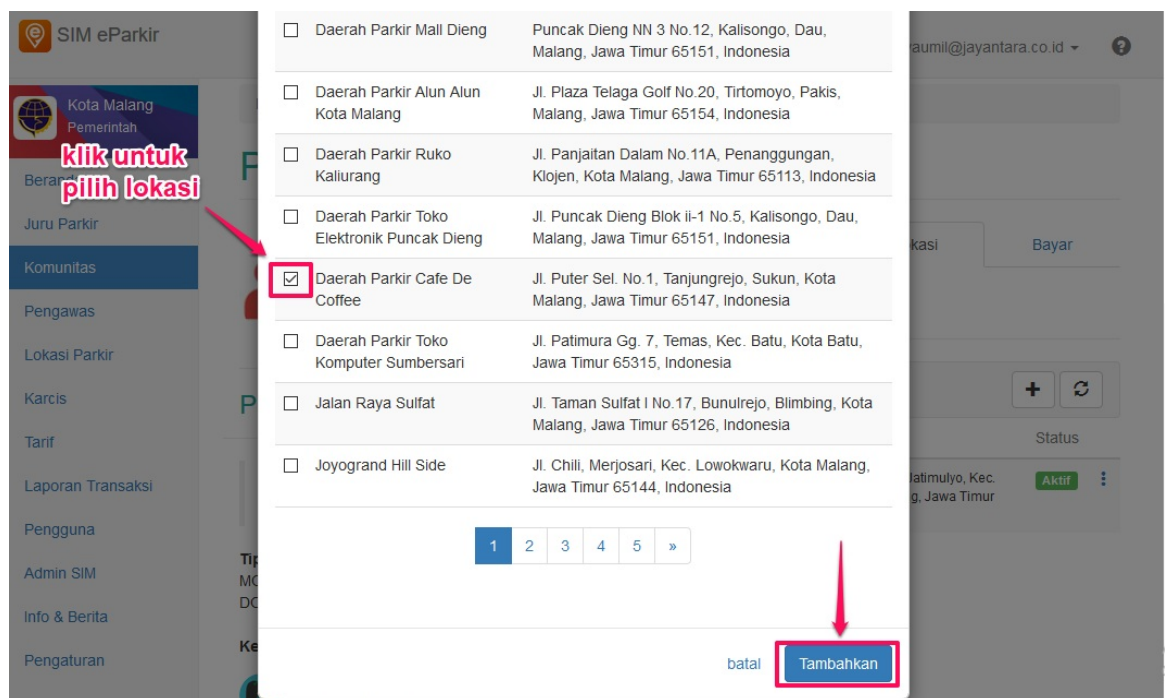 SIM eParkir
aumil@jayantara.co.id
Kota Malang
Pemerintah
klik untuk
pilih lokasi
Juru Parkir
Komunitas
Pengawas
Lokasi Parkir
Karcis
Tarif
Laporan Transaksi
Pengguna
Admin SIM
Info & Berita
Pengaturan
Daerah Parkir Mall Dieng
Puncak Dieng NN 3 No.12, Kalisongo, Dau,
Malang, Jawa Timur 65151, Indonesia
Daerah Parkir Alun Alun
Kota Malang
Jl. Plaza Telaga Golf No.20, Tirtomoyo, Pakis,
Malang, Jawa Timur 65154, Indonesia
Daerah Parkir Ruko
Kaliurang
Jl. Panjaitan Dalam No.11A, Penanggungan,
Klojen, Kota Malang, Jawa Timur 65113, Indonesia
Daerah Parkir Toko
Elektronik Puncak Dieng
Jl. Puncak Dieng Blok ii-1 No.5, Kalisongo, Dau,
Malang, Jawa Timur 65151, Indonesia
Daerah Parkir Cafe De
Coffee
Jl. Puter Sel. No.1, Tanjungrejo, Sukun, Kota
Malang, Jawa Timur 65147, Indonesia
Daerah Parkir Toko
Komputer Sumbersari
Jl. Patimura Gg. 7, Temas, Kec. Batu, Kota Batu,
Jawa Timur 65315, Indonesia
Jalan Raya Sulfat
Jl. Taman Sulfat I No.17, Bunulrejo, Blimbing, Kota
Malang, Jawa Timur 65126, Indonesia
Joyogrand Hill Side
Jl. Chili, Merjosari, Kec. Lowokwaru, Kota Malang,
Jawa Timur 65144, Indonesia
1 2 3 4 5 »
batal Tambahkan
Bayar
Status
Jatimulyo, Kec.
Jawa Timur
Aktif